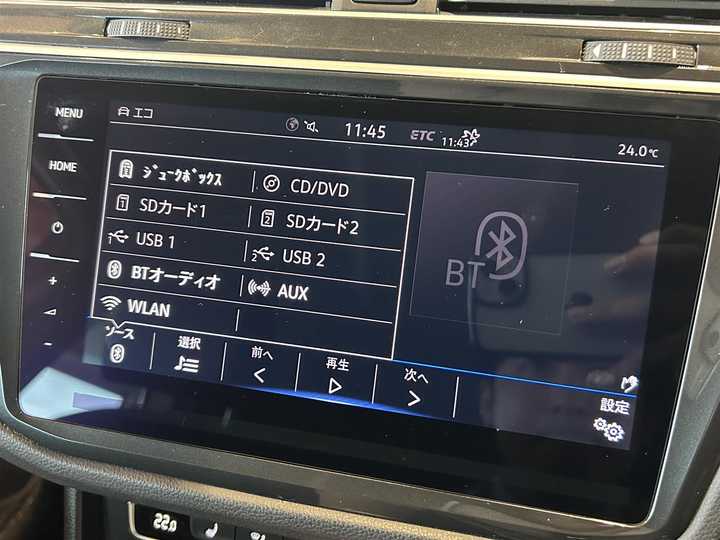 MENU
エコ
11:45
ETC
11:43
24.0℃
HOME
ジュークボックス
CD/DVD
SDカード1
SDカード2
USB 1
USB 2
BTオーディオ
AUX
WLAN
BT
ソース
選択
前へ
再生
次へ
設定
22.0